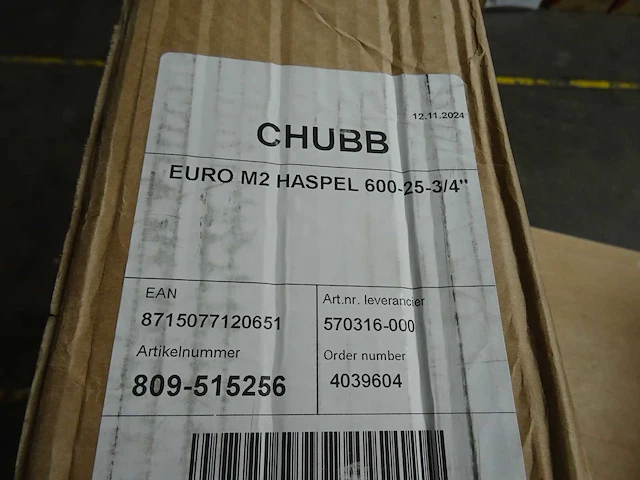 12.11.2024
CHUBB
EURO M2 HASPEL 600-25-3/4"
EAN
8715077120651
Artikelnummer
809-515256
Art.nr. leverancier
570316-000
Order number
4039604